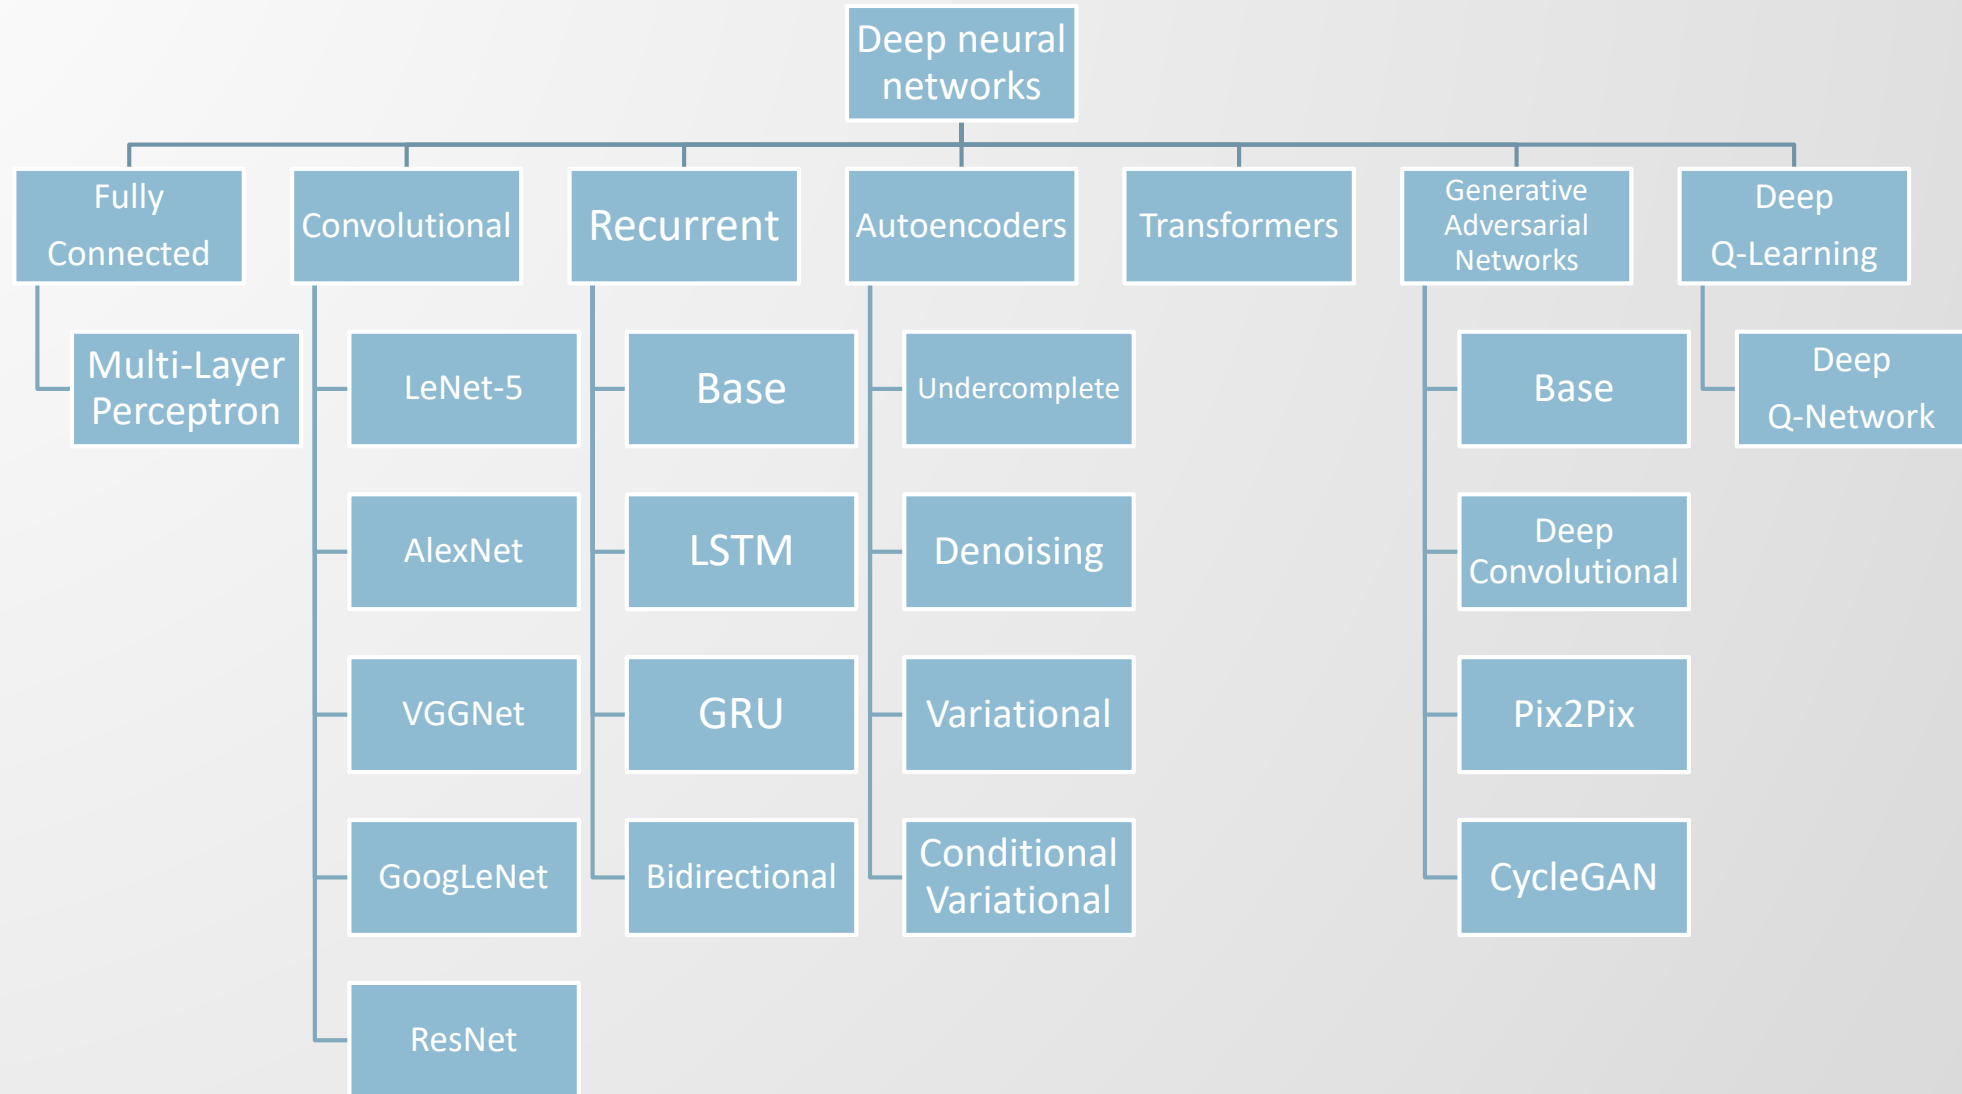 Deep neural
networks
Fully
Connected
Convolutional
Recurrent
Autoencoders
Transformers
Generative
Adversarial
Networks
Deep
Q-Learning
Multi-Layer
Perceptron
LeNet-5
Base
Undercomplete
Base
Deep
Q-Network
AlexNet
LSTM
Denoising
Deep
Convolutional
VGGNet
GRU
Variational
Pix2Pix
GoogLeNet
Bidirectional
Conditional
Variational
CycleGAN
ResNet